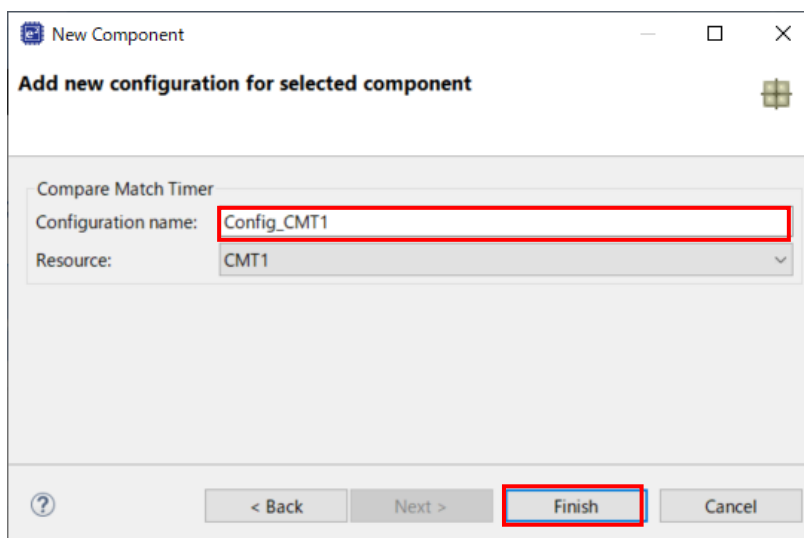 New Component
Add new configuration for selected component
Compare Match Timer
Configuration name: Config_CMT1
Resource: CMT1
? < Back Next > Finish Cancel